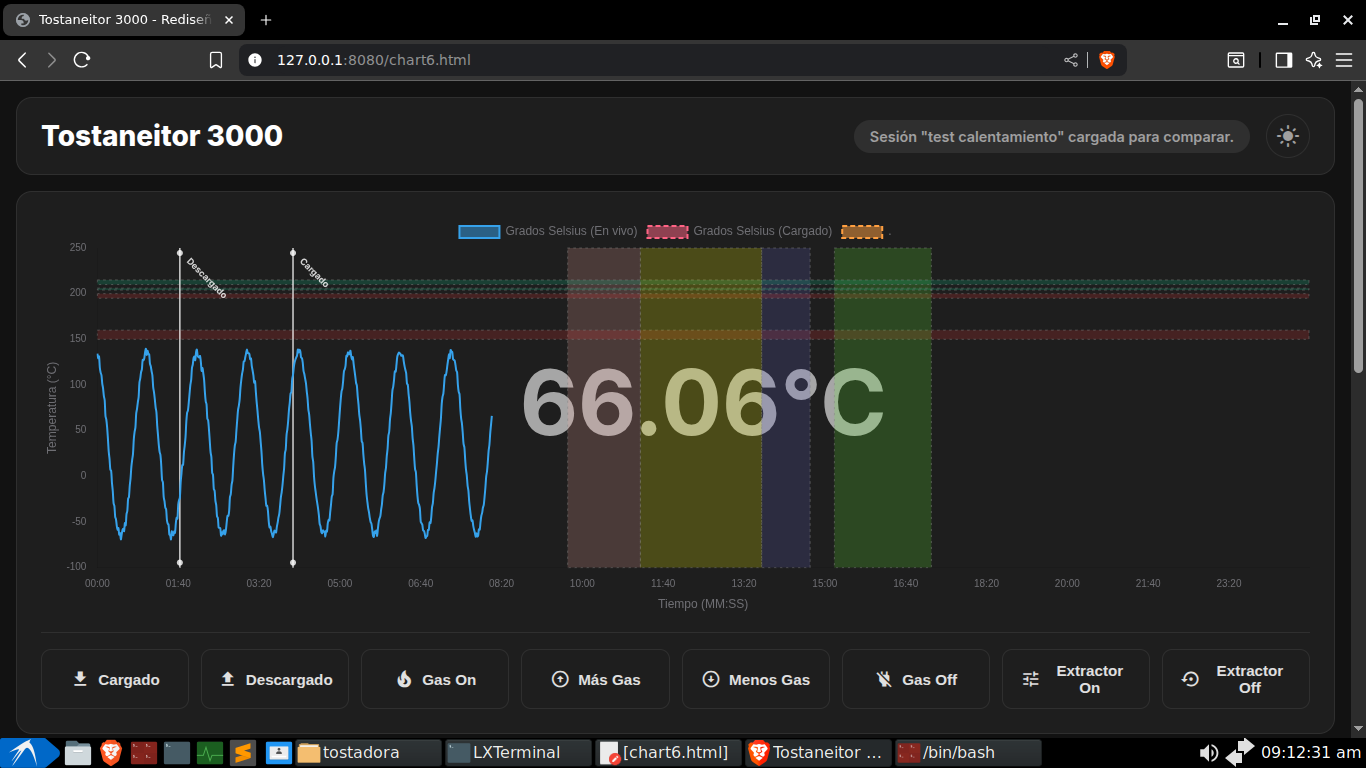 Tostaneitor 3000 - Rediseñ
127.0.0.1:8080/chart6.html
Tostaneitor 3000
Sesión "test calentamiento" cargada para comparar.
Grados Selsius (En vivo) Grados Selsius (Cargado) .
250
200
150
100
50
0
-50
-100
Temperatura (°C)
Descargado
Cargado
66.06°C
00:00 01:40 03:20 05:00 06:40 08:20 10:00 11:40 13:20 15:00 16:40 18:20 20:00 21:40 23:20
Tiempo (MM:SS)
Cargado
Descargado
Gas On
Más Gas
Menos Gas
Gas Off
Extractor
On
Extractor
Off
tostadora
LXTerminal
[chart6.html]
Tostaneitor ...
/bin/bash
09:12:31 am